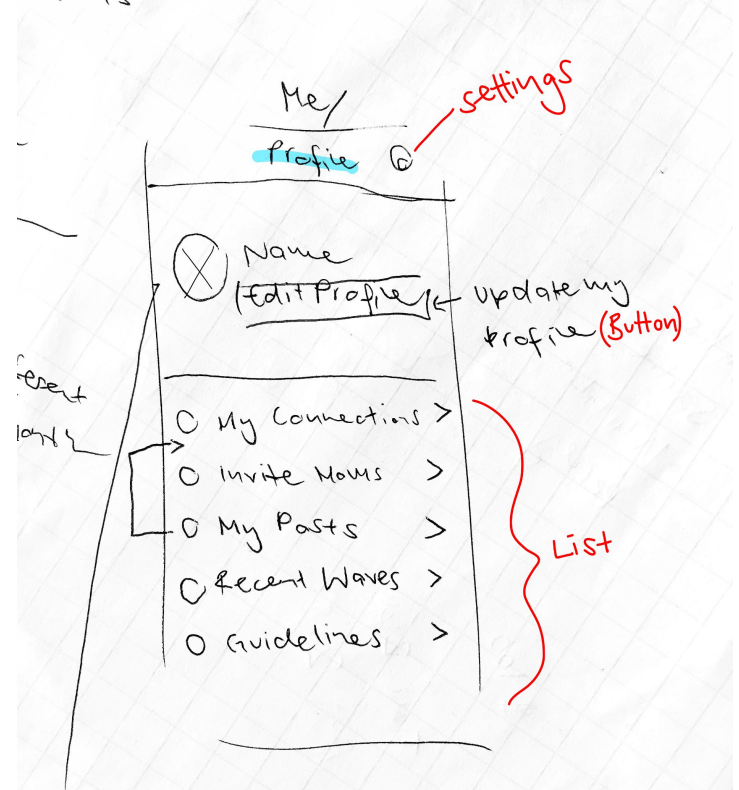 Me/
settings
Profile
Name
Edit Profile
Update my
profile (Button)
My Connections >
Invite Moms >
My Posts >
List
Recent Waves >
Guidelines >